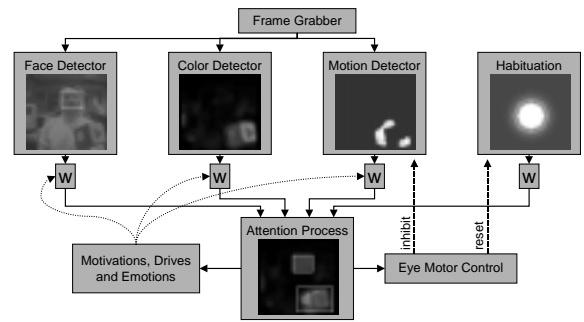 Frame Grabber
Face Detector
Color Detector
Motion Detector
Habituation
W
W
W
W
inhibit
reset
Attention Process
Motivations, Drives
and Emotions
Eye Motor Control